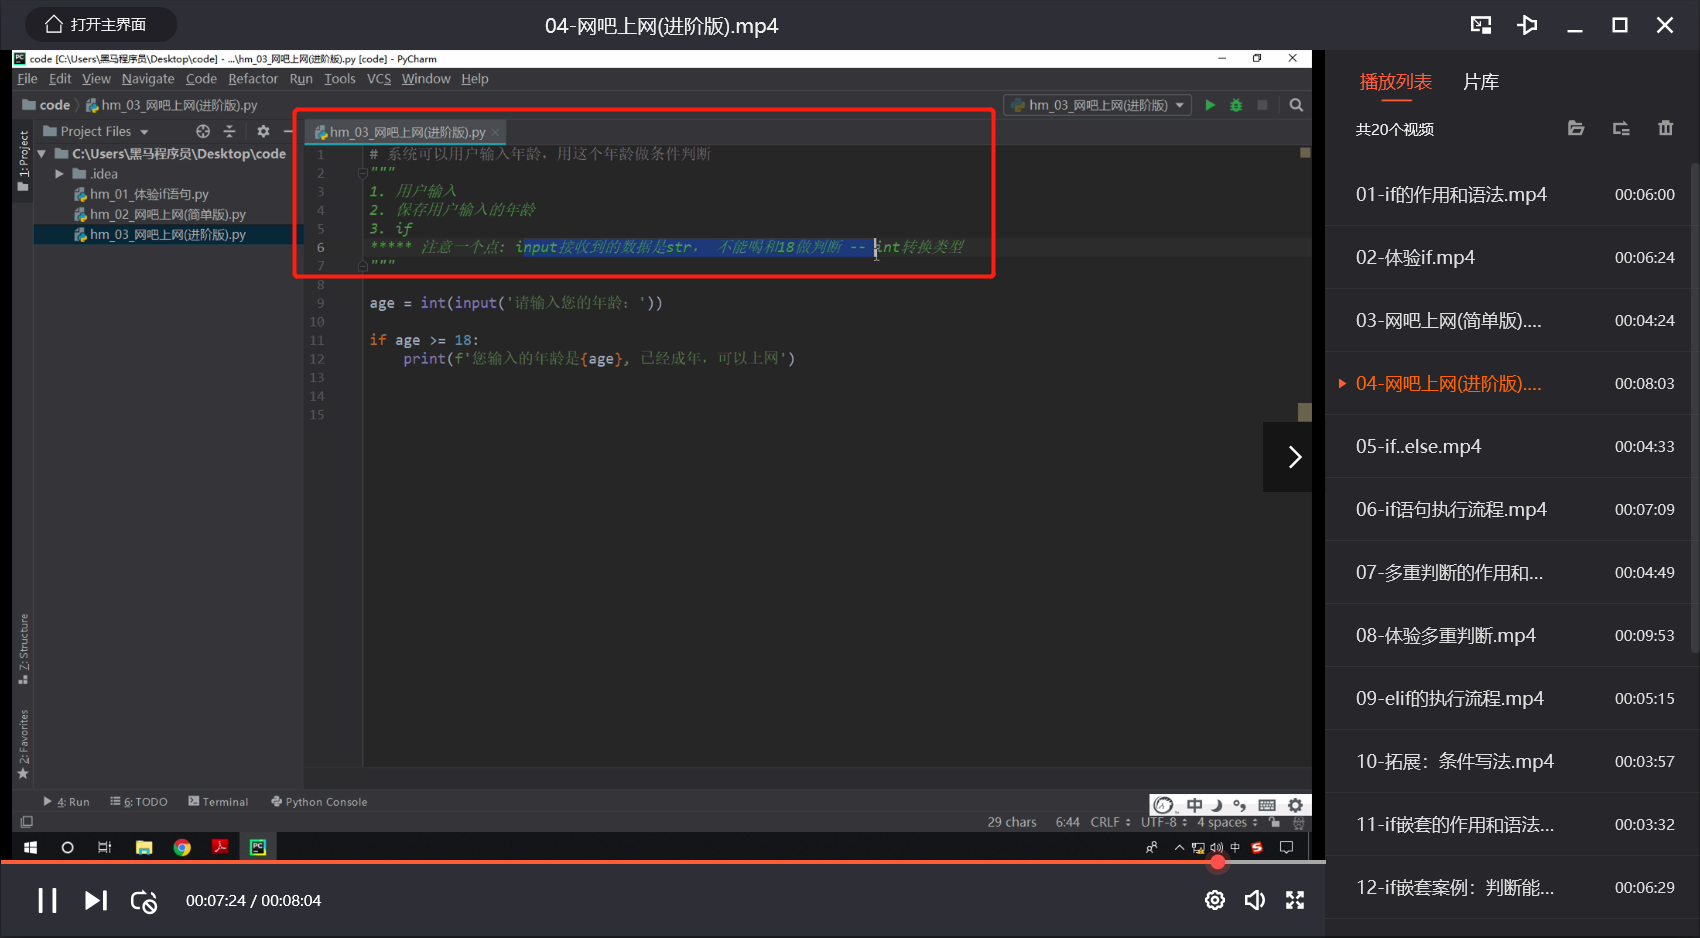 打开主界面
04-网吧上网(进阶版).mp4
code [C:\Users\黑马程序员\Desktop\code] - ...\hm_03_网吧上网(进阶版).py [code] - PyCharm
File Edit View Navigate Code Refactor Run Tools VCS Window Help
code hm_03_网吧上网(进阶版).py
hm_03_网吧上网(进阶版)
1: Project
Project Files
C:\Users\黑马程序员\Desktop\code
.idea
hm_01_体验if语句.py
hm_02_网吧上网(简单版).py
hm_03_网吧上网(进阶版).py
hm_03_网吧上网(进阶版).py
1 # 系统可以用户输入年龄，用这个年龄做条件判断
2 """
3 1. 用户输入
4 2. 保存用户输入的年龄
5 3. if
6 ***** 注意一个点：input接收到的数据是str， 不能喝和18做判断 -- int转换类型
7 """
8
9 age = int(input('请输入您的年龄：'))
10
11 if age >= 18:
12 print(f'您输入的年龄是{age}, 已经成年，可以上网')
13
14
15
Z: Structure
2: Favorites
4: Run 6: TODO Terminal Python Console
中
29 chars 6:44 CRLF UTF-8 4 spaces
中
00:07:24 / 00:08:04
播放列表 片库
共20个视频
01-if的作用和语法.mp4 00:06:00
02-体验if.mp4 00:06:24
03-网吧上网(简单版).... 00:04:24
04-网吧上网(进阶版).... 00:08:03
05-if..else.mp4 00:04:33
06-if语句执行流程.mp4 00:07:09
07-多重判断的作用和... 00:04:49
08-体验多重判断.mp4 00:09:53
09-elif的执行流程.mp4 00:05:15
10-拓展：条件写法.mp4 00:03:57
11-if嵌套的作用和语法... 00:03:32
12-if嵌套案例：判断能... 00:06:29